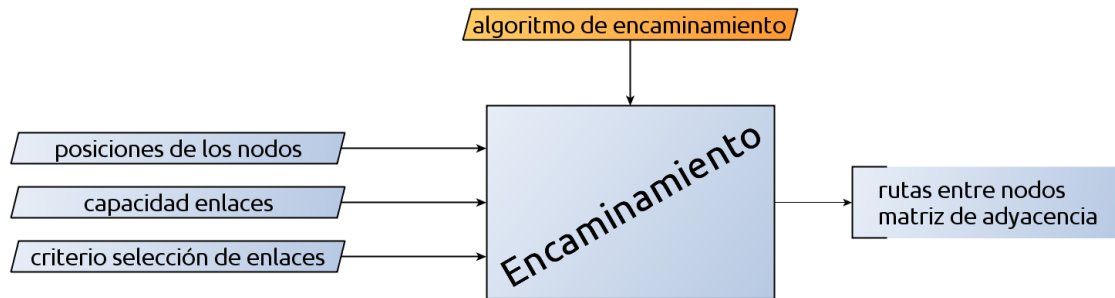 algoritmo de encaminamiento
posiciones de los nodos
capacidad enlaces
criterio selección de enlaces
Encaminamiento
rutas entre nodos
matriz de adyacencia